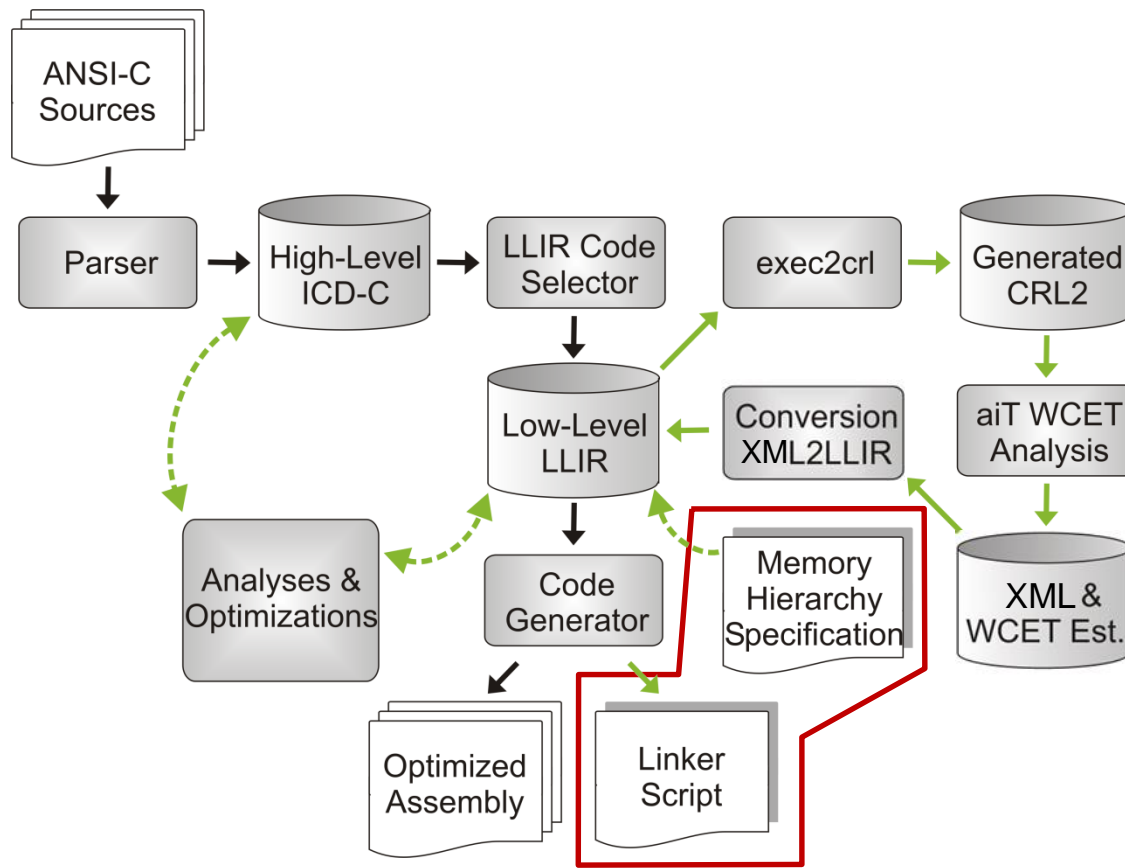 ANSI-C
Sources
Parser
High-Level
ICD-C
LLIR Code
Selector
exec2crl
Generated
CRL2
Low-Level
LLIR
Conversion
XML2LLIR
aiT WCET
Analysis
Analyses &
Optimizations
Code
Generator
Memory
Hierarchy
Specification
XML &
WCET Est.
Optimized
Assembly
Linker
Script